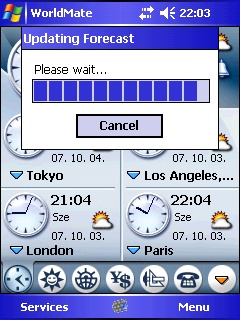 WorldMate 22:03
Updating Forecast
Please wait...
Cancel
07. 10. 04. 07. 10. 03.
Tokyo Los Angeles,...
21:04 22:04
Sze Sze
07. 10. 03. 07. 10. 03.
London Paris
Services Menu